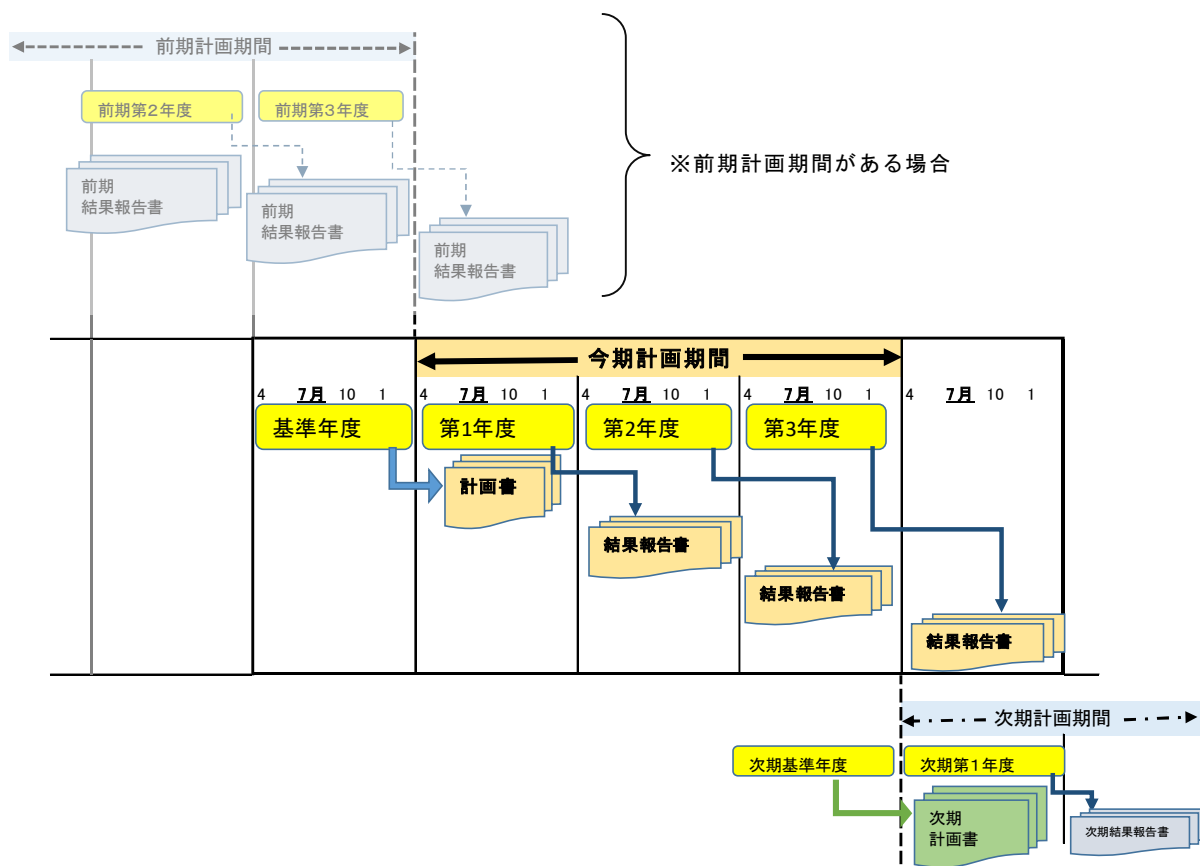 前期計画期間
前期第２年度
前期第３年度
※前期計画期間がある場合
前期
結果報告書
前期
結果報告書
前期
結果報告書
今期計画期間
4 7月 10 1 4 7月 10 1 4 7月 10 1 4 7月 10 1 4 7月 10 1
基準年度
第1年度
第2年度
第3年度
計画書
結果報告書
結果報告書
結果報告書
次期計画期間
次期基準年度
次期第１年度
次期
計画書
次期結果報告書